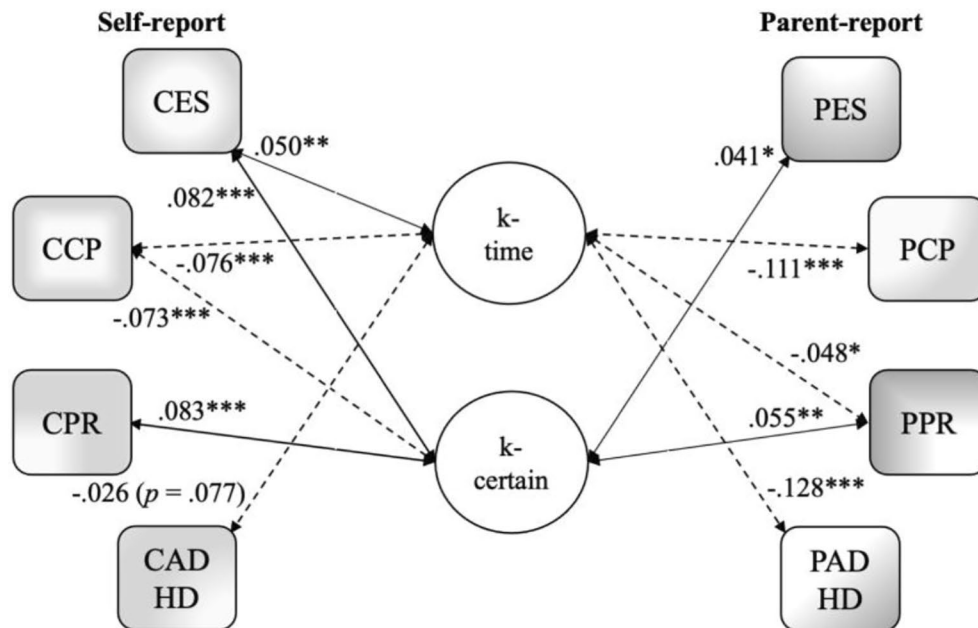 Self-report
Parent-report
CES
PES
.050**
.041*
.082***
k-
time
CCP
PCP
-.076***
-.111***
-.073***
-.048*
CPR
.083***
k-
certain
.055**
PPR
-.026 (p = .077)
-.128***
CAD
HD
PAD
HD